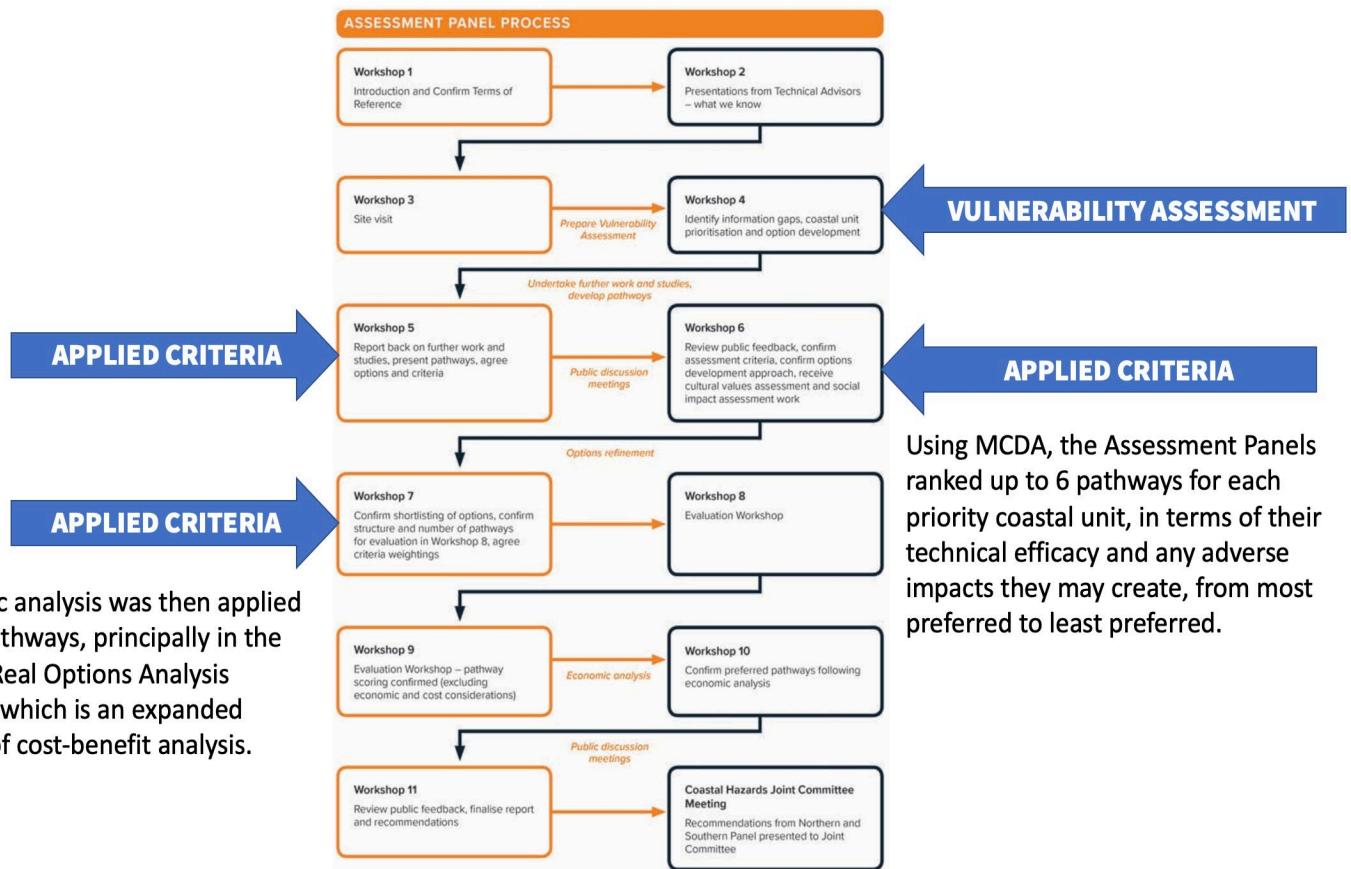 ASSESSMENT PANEL PROCESS
Workshop 1
Introduction and Confirm Terms of
Reference
Workshop 2
Presentations from Technical Advisors
– what we know
Workshop 3
Site visit
Prepare Vulnerability
Assessment
Workshop 4
Identify information gaps, coastal unit
prioritisation and option development
VULNERABILITY ASSESSMENT
Undertake further work and studies,
develop pathways
APPLIED CRITERIA
Workshop 5
Report back on further work and
studies, present pathways, agree
options and criteria
Public discussion
meetings
Workshop 6
Review public feedback, confirm
assessment criteria, confirm options
development approach, receive
cultural values assessment and social
impact assessment work
APPLIED CRITERIA
Using MCDA, the Assessment Panels
ranked up to 6 pathways for each
priority coastal unit, in terms of their
technical efficacy and any adverse
impacts they may create, from most
preferred to least preferred.
Options refinement
APPLIED CRITERIA
Workshop 7
Confirm shortlisting of options, confirm
structure and number of pathways
for evaluation in Workshop 8, agree
criteria weightings
Workshop 8
Evaluation Workshop
c analysis was then applied
thways, principally in the
Real Options Analysis
which is an expanded
of cost-benefit analysis.
Workshop 9
Evaluation Workshop – pathway
scoring confirmed (excluding
economic and cost considerations)
Economic analysis
Workshop 10
Confirm preferred pathways following
economic analysis
Public discussion
meetings
Workshop 11
Review public feedback, finalise report
and recommendations
Coastal Hazards Joint Committee
Meeting
Recommendations from Northern and
Southern Panel presented to Joint
Committee